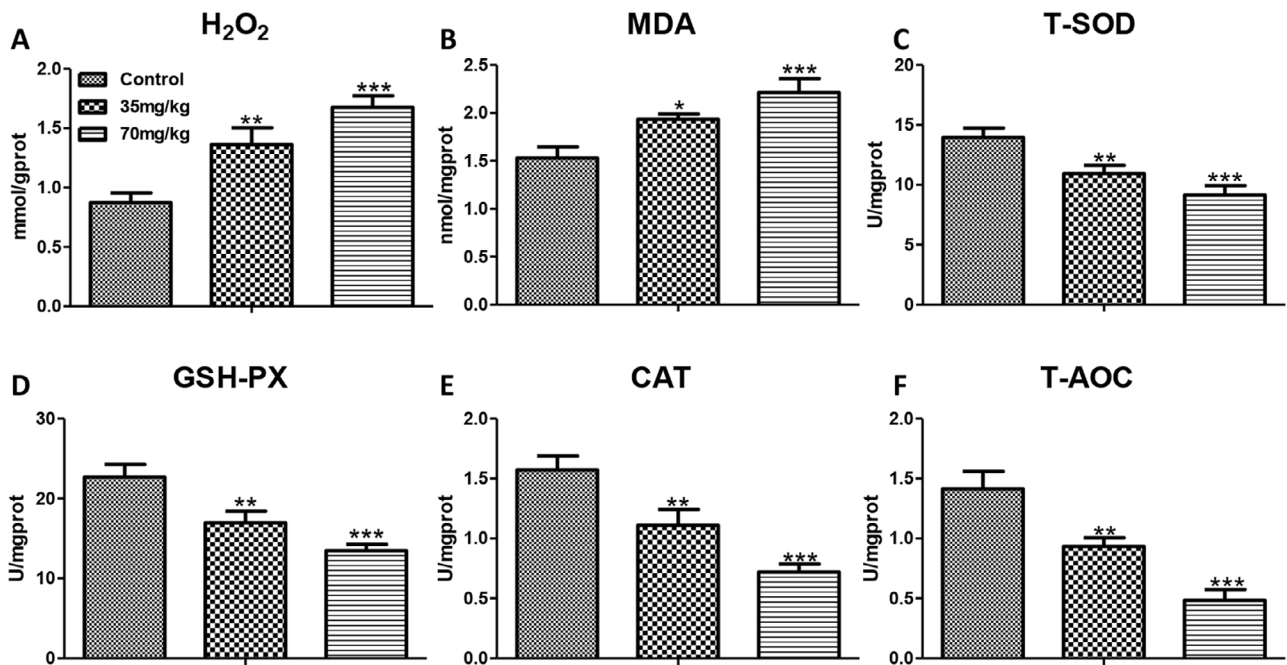 A
H₂O₂
2.0
1.5
1.0
0.5
0.0
mmol/gprot
Control
35mg/kg
70mg/kg
**
***
B
MDA
2.5
2.0
1.5
1.0
0.5
0.0
nmol/mgprot
*
***
C
T-SOD
20
15
10
5
0
U/mgprot
**
***
D
GSH-PX
30
20
10
0
U/mgprot
**
***
E
CAT
2.0
1.5
1.0
0.5
0.0
U/mgprot
**
***
F
T-AOC
2.0
1.5
1.0
0.5
0.0
U/mgprot
**
***